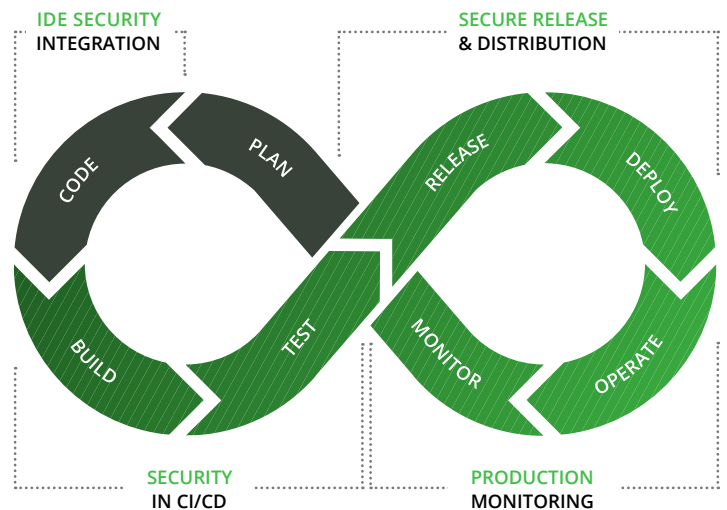 IDE SECURITY
INTEGRATION
SECURE RELEASE
& DISTRIBUTION
CODE
PLAN
RELEASE
DEPLOY
BUILD
TEST
MONITOR
OPERATE
SECURITY
IN CI/CD
PRODUCTION
MONITORING